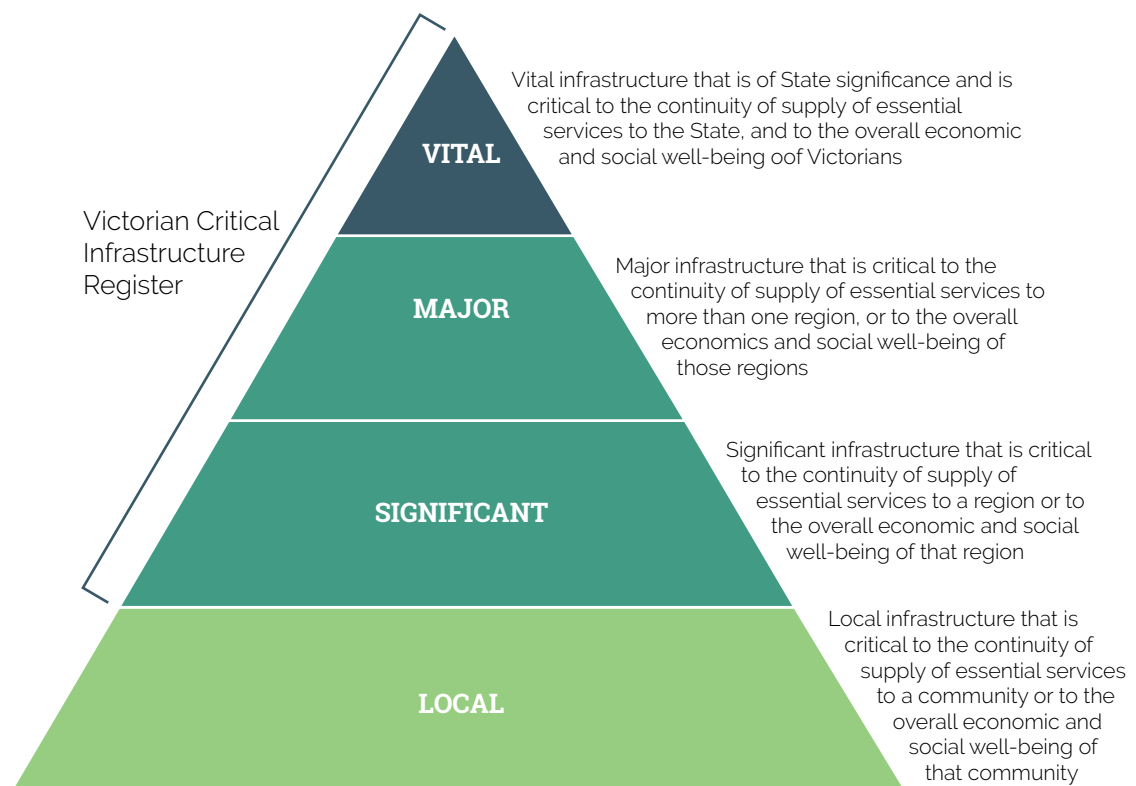 Vital infrastructure that is of State significance and is
critical to the continuity of supply of essential
services to the State, and to the overall economic
and social well-being oof Victorians
VITAL
Victorian Critical
Infrastructure
Register
Major infrastructure that is critical to the
continuity of supply of essential services to
more than one region, or to the overall
economics and social well-being of
those regions
MAJOR
Significant infrastructure that is critical
to the continuity of supply of
essential services to a region or to
the overall economic and social
well-being of that region
SIGNIFICANT
Local infrastructure that is
critical to the continuity of
supply of essential services
to a community or to the
overall economic and
social well-being of
that community
LOCAL